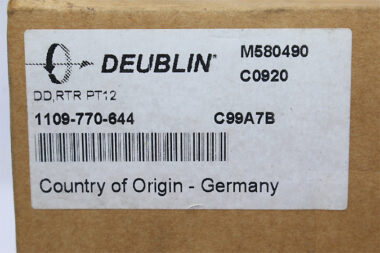 DEUBLIN®
M580490
C0920
DD,RTR PT12
1109-770-644 C99A7B
Country of Origin - Germany